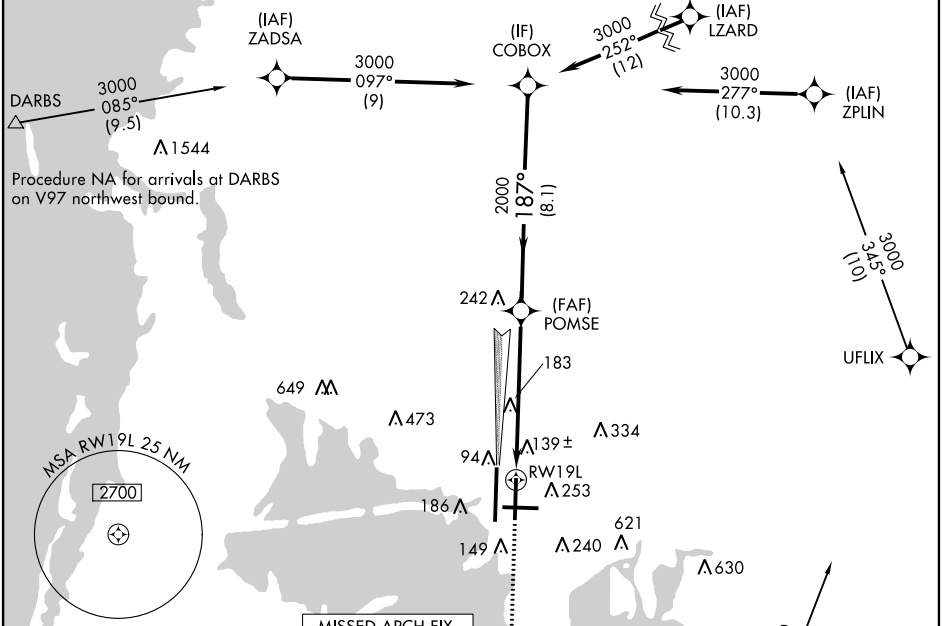 (IAF)
ZADSA
(IF)
COBOX
(IAF)
LZARD
3000
252°
(12)
3000
097°
(9)
3000
277°
(10.3)
(IAF)
ZPLIN
DARBS
3000
085°
(9.5)
1544
Procedure NA for arrivals at DARBS
on V97 northwest bound.
2000
187°
(8.1)
3000
345°
(10)
242
(FAF)
POMSE
UFLIX
183
649
473
334
139±
94
RW19L
253
MSA RW19L 25 NM
2700
186
149
240
621
630
MISSED APCH FIX